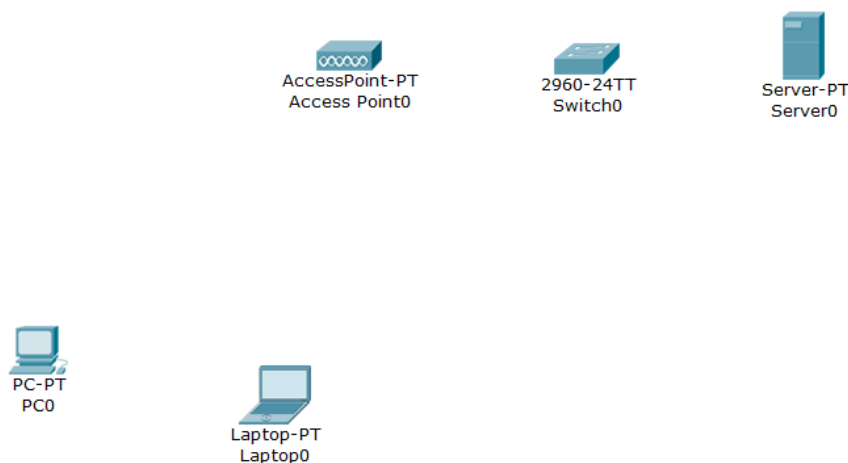 AccessPoint-PT
Access Point0
2960-24TT
Switch0
Server-PT
Server0
PC-PT
PC0
Laptop-PT
Laptop0